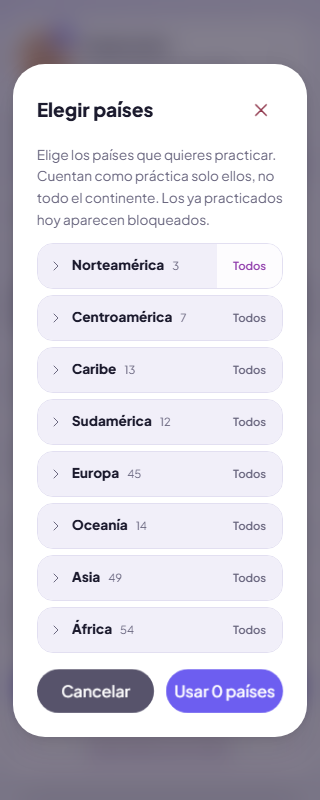 Elegir países
Elige los países que quieres practicar.
Cuentan como práctica solo ellos, no
todo el continente. Los ya practicados
hoy aparecen bloqueados.
Norteamérica 3 Todos
Centroamérica 7 Todos
Caribe 13 Todos
Sudamérica 12 Todos
Europa 45 Todos
Oceanía 14 Todos
Asia 49 Todos
África 54 Todos
Cancelar Usar 0 países